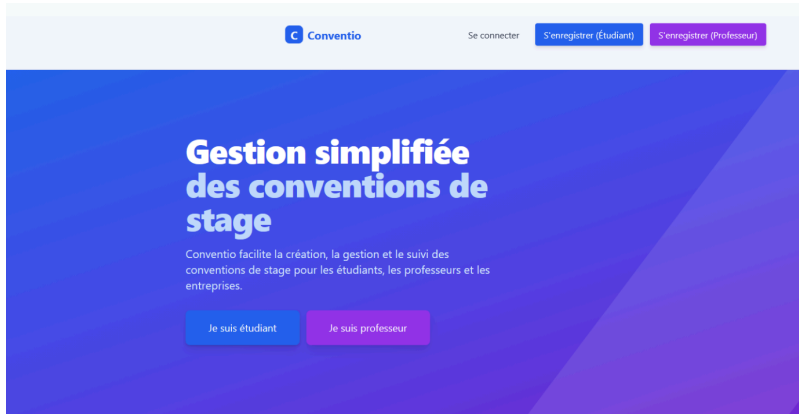 C Conventio
Se connecter
S'enregistrer (Étudiant)
S'enregistrer (Professeur)
Gestion simplifiée
des conventions de
stage
Conventio facilite la création, la gestion et le suivi des
conventions de stage pour les étudiants, les professeurs et les
entreprises.
Je suis étudiant
Je suis professeur